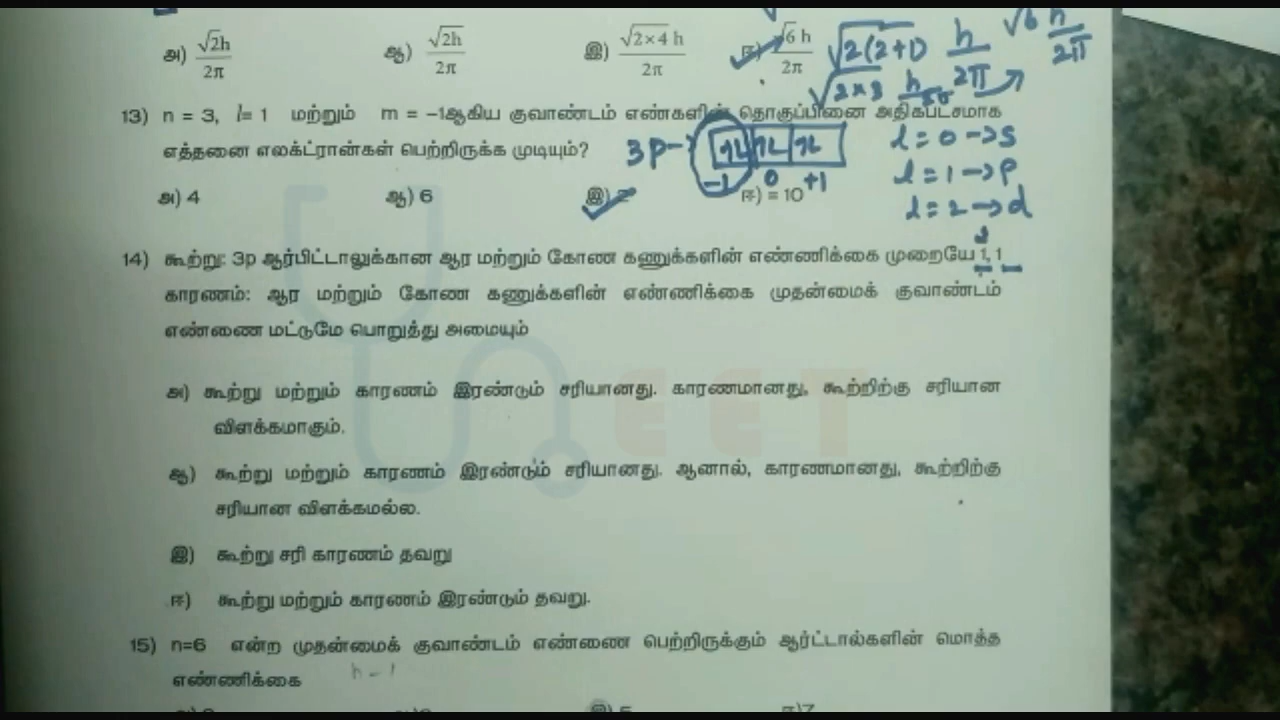 அ) √2h/2π ஆ) √2h/2π இ) √2×4 h/2π ஈ) √6 h/2π √2(2+1) h/2π √6 h/2π
√2×3 h/2π
13) n = 3, l= 1 மற்றும் m = −1ஆகிய குவாண்டம் எண்களின் தொகுப்பினை அதிகபட்சமாக
எத்தனை எலக்ட்ரான்கள் பெற்றிருக்க முடியும்? 3p→ l = 0 → s
-1 0 +1 l = 1 → p
அ) 4 ஆ) 6 இ) 2 ஈ) = 10 l = 2 → d
14) கூற்று: 3p ஆர்பிட்டாலுக்கான ஆர மற்றும் கோண கணுக்களின் எண்ணிக்கை முறையே 1, 1
காரணம்: ஆர மற்றும் கோண கணுக்களின் எண்ணிக்கை முதன்மைக் குவாண்டம்
எண்ணை மட்டுமே பொறுத்து அமையும்
அ) கூற்று மற்றும் காரணம் இரண்டும் சரியானது. காரணமானது, கூற்றிற்கு சரியான
விளக்கமாகும்.
ஆ) கூற்று மற்றும் காரணம் இரண்டும் சரியானது. ஆனால், காரணமானது, கூற்றிற்கு
சரியான விளக்கமல்ல.
இ) கூற்று சரி காரணம் தவறு
ஈ) கூற்று மற்றும் காரணம் இரண்டும் தவறு.
15) n=6 என்ற முதன்மைக் குவாண்டம் எண்ணை பெற்றிருக்கும் ஆர்ட்டால்களின் மொத்த
எண்ணிக்கை n-1
EET